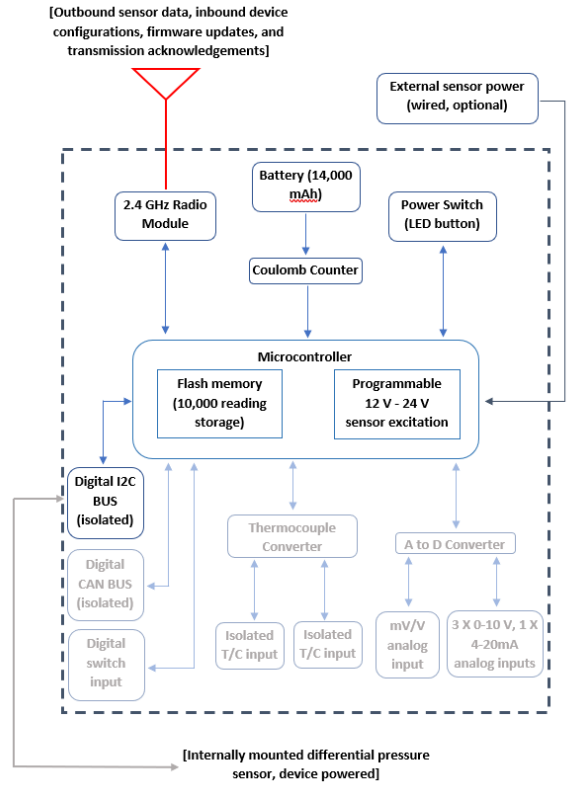 [Outbound sensor data, inbound device
configurations, firmware updates, and
transmission acknowledgements]
External sensor power
(wired, optional)
2.4 GHz Radio
Module
Battery (14,000
mAh)
Power Switch
(LED button)
Coulomb Counter
Microcontroller
Flash memory
(10,000 reading
storage)
Programmable
12 V - 24 V
sensor excitation
Digital I2C
BUS
(isolated)
Thermocouple
Converter
A to D Converter
Digital
CAN BUS
(isolated)
Digital
switch
input
Isolated
T/C input
Isolated
T/C input
mV/V
analog
input
3 X 0-10 V, 1 X
4-20mA
analog inputs
[Internally mounted differential pressure
sensor, device powered]